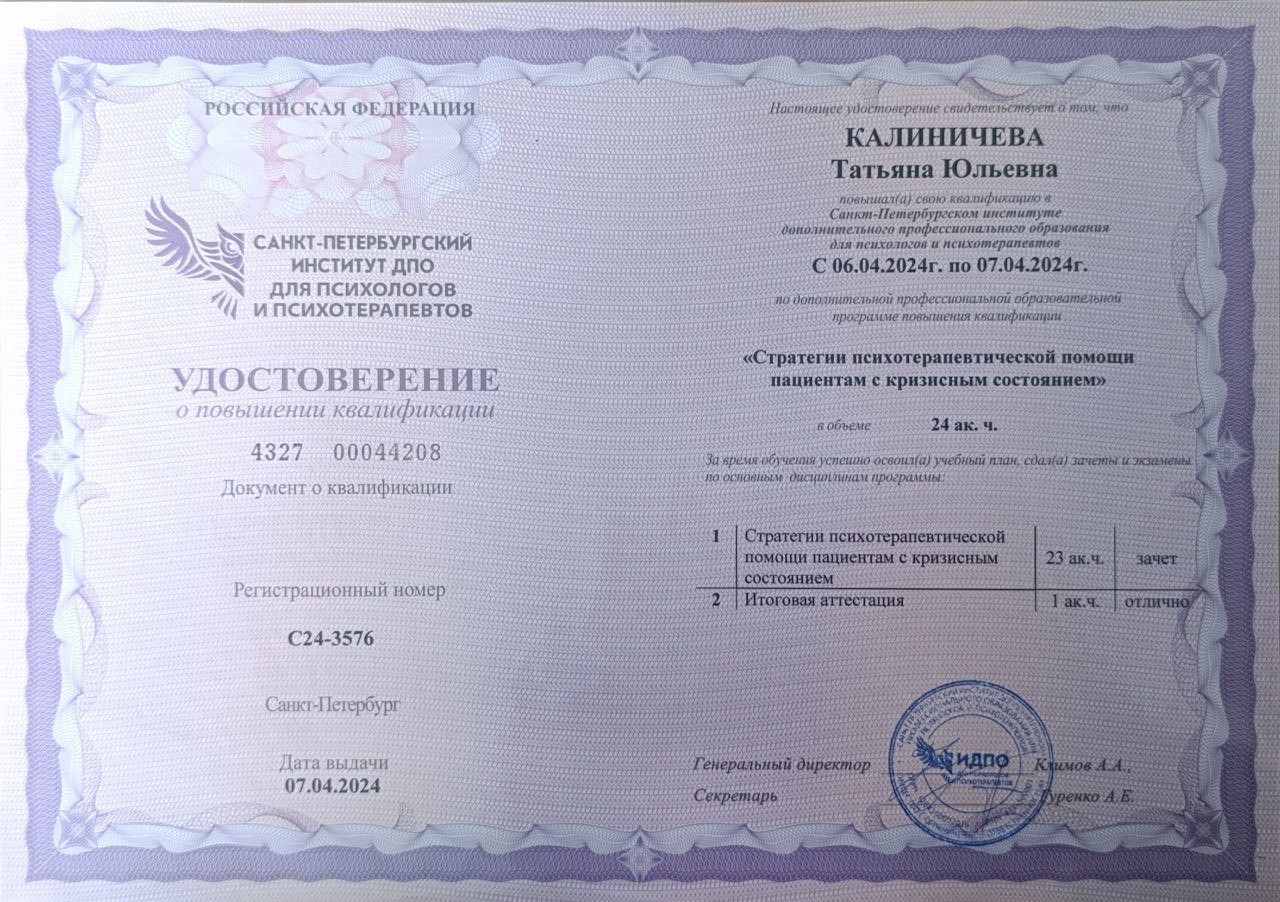 РОССИЙСКАЯ ФЕДЕРАЦИЯ
САНКТ-ПЕТЕРБУРГСКИЙ
ИНСТИТУТ ДПО
ДЛЯ ПСИХОЛОГОВ
И ПСИХОТЕРАПЕВТОВ
УДОСТОВЕРЕНИЕ
о повышении квалификации
4327 00044208
Документ о квалификации
Регистрационный номер
С24-3576
Санкт-Петербург
Дата выдачи
07.04.2024
Настоящее удостоверение свидетельствует о том, что
КАЛИНИЧЕВА
Татьяна Юльевна
повышал(а) свою квалификацию в
Санкт-Петербургском институте
дополнительного профессионального образования
для психологов и психотерапевтов
С 06.04.2024г. по 07.04.2024г.
по дополнительной профессиональной образовательной
программе повышения квалификации
«Стратегии психотерапевтической помощи
пациентам с кризисным состоянием»
в объеме 24 ак. ч.
За время обучения успешно освоил(а) учебный план, сдал(а) зачеты и экзамены
по основным дисциплинам программы:
1 Стратегии психотерапевтической
помощи пациентам с кризисным 23 ак.ч. зачет
состоянием
2 Итоговая аттестация 1 ак.ч. отлично
Генеральный директор Климов А.А.,
Секретарь Гуренко А.Е.
ИДПО